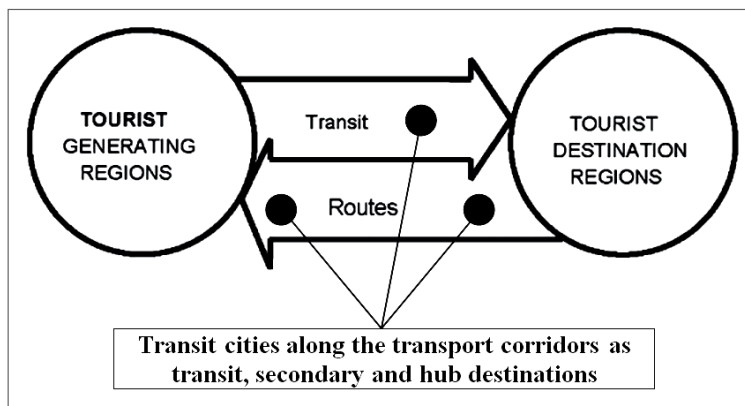 TOURIST
GENERATING
REGIONS
Transit
Routes
TOURIST
DESTINATION
REGIONS
Transit cities along the transport corridors as
transit, secondary and hub destinations